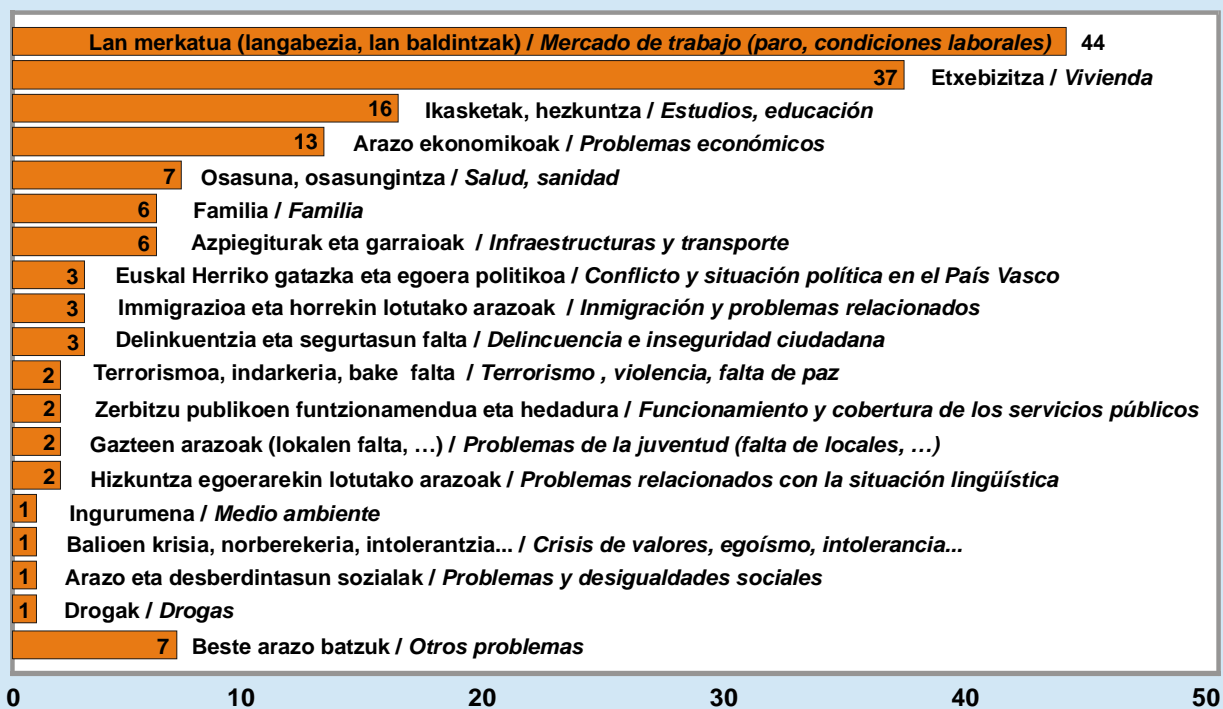 Lan merkatua (langabezia, lan baldintzak) / Mercado de trabajo (paro, condiciones laborales) 44
37 Etxebizitza / Vivienda
16 Ikasketak, hezkuntza / Estudios, educación
13 Arazo ekonomikoak / Problemas económicos
7 Osasuna, osasungintza / Salud, sanidad
6 Familia / Familia
6 Azpiegiturak eta garraioak / Infraestructuras y transporte
3 Euskal Herriko gatazka eta egoera politikoa / Conflicto y situación política en el País Vasco
3 Immigrazioa eta horrekin lotutako arazoak / Inmigración y problemas relacionados
3 Delinkuentzia eta segurtasun falta / Delincuencia e inseguridad ciudadana
2 Terrorismoa, indarkeria, bake falta / Terrorismo , violencia, falta de paz
2 Zerbitzu publikoen funtzionamendua eta hedadura / Funcionamiento y cobertura de los servicios públicos
2 Gazteen arazoak (lokalen falta, …) / Problemas de la juventud (falta de locales, …)
2 Hizkuntza egoerarekin lotutako arazoak / Problemas relacionados con la situación lingüística
1 Ingurumena / Medio ambiente
1 Balioen krisia, norberekeria, intolerantzia... / Crisis de valores, egoísmo, intolerancia...
1 Arazo eta desberdintasun sozialak / Problemas y desigualdades sociales
1 Drogak / Drogas
7 Beste arazo batzuk / Otros problemas
0 10 20 30 40 50